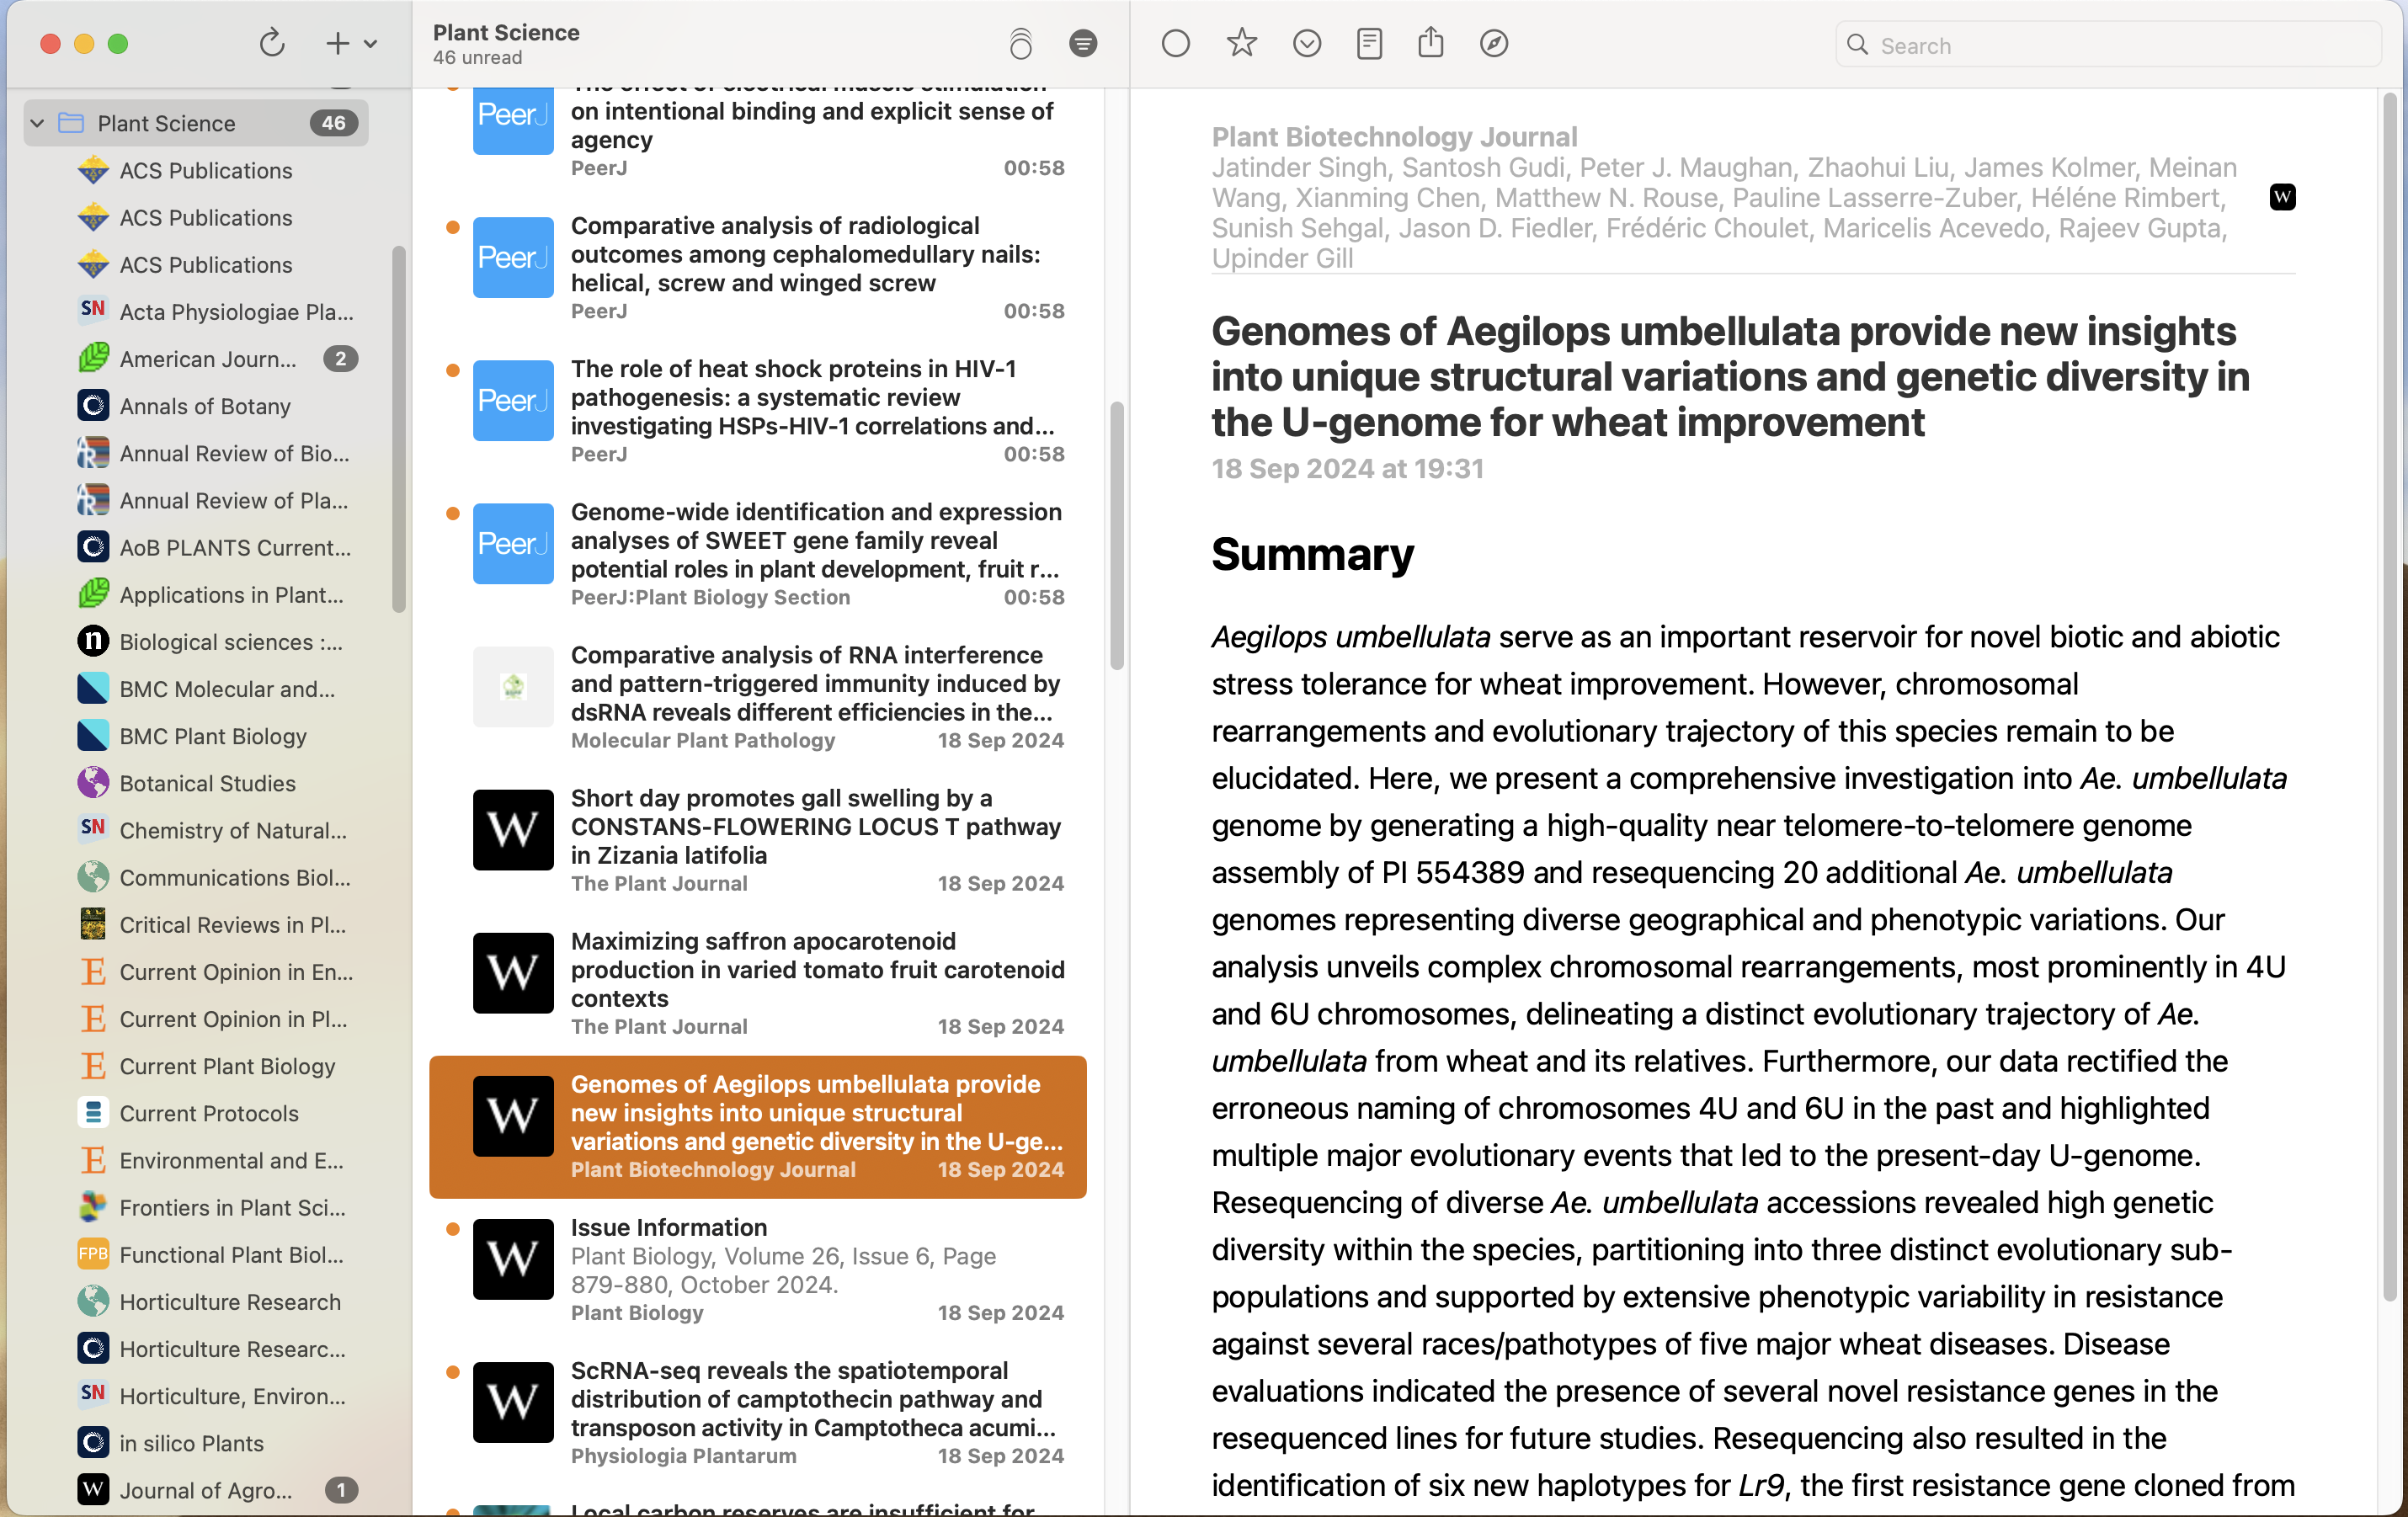 Plant Science
46 unread
Search
Plant Science 46
ACS Publications
ACS Publications
ACS Publications
SN Acta Physiologiae Pla...
American Journ... 2
Annals of Botany
AR Annual Review of Bio...
AR Annual Review of Pla...
AoB PLANTS Current...
Applications in Plant...
n Biological sciences :...
BMC Molecular and...
BMC Plant Biology
Botanical Studies
SN Chemistry of Natural...
Communications Biol...
Critical Reviews in Pl...
E Current Opinion in En...
E Current Opinion in Pl...
E Current Plant Biology
Current Protocols
E Environmental and E...
Frontiers in Plant Sci...
FPB Functional Plant Biol...
Horticulture Research
Horticulture Researc...
SN Horticulture, Environ...
in silico Plants
W Journal of Agro... 1
The effect of electrical muscle stimulation
PeerJ on intentional binding and explicit sense of
agency
PeerJ 00:58
Comparative analysis of radiological
PeerJ outcomes among cephalomedullary nails:
helical, screw and winged screw
PeerJ 00:58
The role of heat shock proteins in HIV-1
PeerJ pathogenesis: a systematic review
investigating HSPs-HIV-1 correlations and...
PeerJ 00:58
Genome-wide identification and expression
PeerJ analyses of SWEET gene family reveal
potential roles in plant development, fruit r...
PeerJ:Plant Biology Section 00:58
Comparative analysis of RNA interference
and pattern-triggered immunity induced by
dsRNA reveals different efficiencies in the...
Molecular Plant Pathology 18 Sep 2024
Short day promotes gall swelling by a
W CONSTANS-FLOWERING LOCUS T pathway
in Zizania latifolia
The Plant Journal 18 Sep 2024
Maximizing saffron apocarotenoid
W production in varied tomato fruit carotenoid
contexts
The Plant Journal 18 Sep 2024
Genomes of Aegilops umbellulata provide
W new insights into unique structural
variations and genetic diversity in the U-ge...
Plant Biotechnology Journal 18 Sep 2024
Issue Information
W Plant Biology, Volume 26, Issue 6, Page
879-880, October 2024.
Plant Biology 18 Sep 2024
ScRNA-seq reveals the spatiotemporal
W distribution of camptothecin pathway and
transposon activity in Camptotheca acumi...
Physiologia Plantarum 18 Sep 2024
Local carbon reserves are insufficient for
Plant Biotechnology Journal
Jatinder Singh, Santosh Gudi, Peter J. Maughan, Zhaohui Liu, James Kolmer, Meinan
Wang, Xianming Chen, Matthew N. Rouse, Pauline Lasserre-Zuber, Héléne Rimbert,
W
Sunish Sehgal, Jason D. Fiedler, Frédéric Choulet, Maricelis Acevedo, Rajeev Gupta,
Upinder Gill
Genomes of Aegilops umbellulata provide new insights
into unique structural variations and genetic diversity in
the U-genome for wheat improvement
18 Sep 2024 at 19:31
Summary
Aegilops umbellulata serve as an important reservoir for novel biotic and abiotic
stress tolerance for wheat improvement. However, chromosomal
rearrangements and evolutionary trajectory of this species remain to be
elucidated. Here, we present a comprehensive investigation into Ae. umbellulata
genome by generating a high-quality near telomere-to-telomere genome
assembly of PI 554389 and resequencing 20 additional Ae. umbellulata
genomes representing diverse geographical and phenotypic variations. Our
analysis unveils complex chromosomal rearrangements, most prominently in 4U
and 6U chromosomes, delineating a distinct evolutionary trajectory of Ae.
umbellulata from wheat and its relatives. Furthermore, our data rectified the
erroneous naming of chromosomes 4U and 6U in the past and highlighted
multiple major evolutionary events that led to the present-day U-genome.
Resequencing of diverse Ae. umbellulata accessions revealed high genetic
diversity within the species, partitioning into three distinct evolutionary sub-
populations and supported by extensive phenotypic variability in resistance
against several races/pathotypes of five major wheat diseases. Disease
evaluations indicated the presence of several novel resistance genes in the
resequenced lines for future studies. Resequencing also resulted in the
identification of six new haplotypes for Lr9, the first resistance gene cloned from